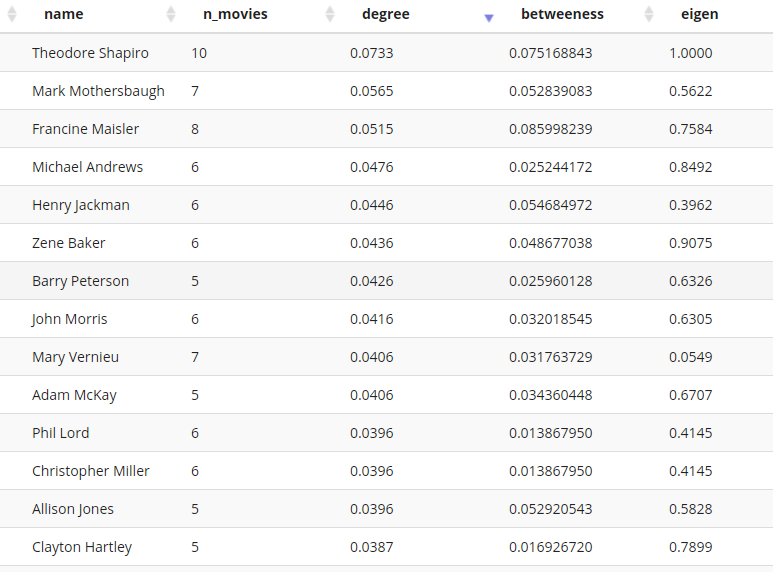 name n_movies degree betweeness eigen
Theodore Shapiro 10 0.0733 0.075168843 1.0000
Mark Mothersbaugh 7 0.0565 0.052839083 0.5622
Francine Maisler 8 0.0515 0.085998239 0.7584
Michael Andrews 6 0.0476 0.025244172 0.8492
Henry Jackman 6 0.0446 0.054684972 0.3962
Zene Baker 6 0.0436 0.048677038 0.9075
Barry Peterson 5 0.0426 0.025960128 0.6326
John Morris 6 0.0416 0.032018545 0.6305
Mary Vernieu 7 0.0406 0.031763729 0.0549
Adam McKay 5 0.0406 0.034360448 0.6707
Phil Lord 6 0.0396 0.013867950 0.4145
Christopher Miller 6 0.0396 0.013867950 0.4145
Allison Jones 5 0.0396 0.052920543 0.5828
Clayton Hartley 5 0.0387 0.016926720 0.7899